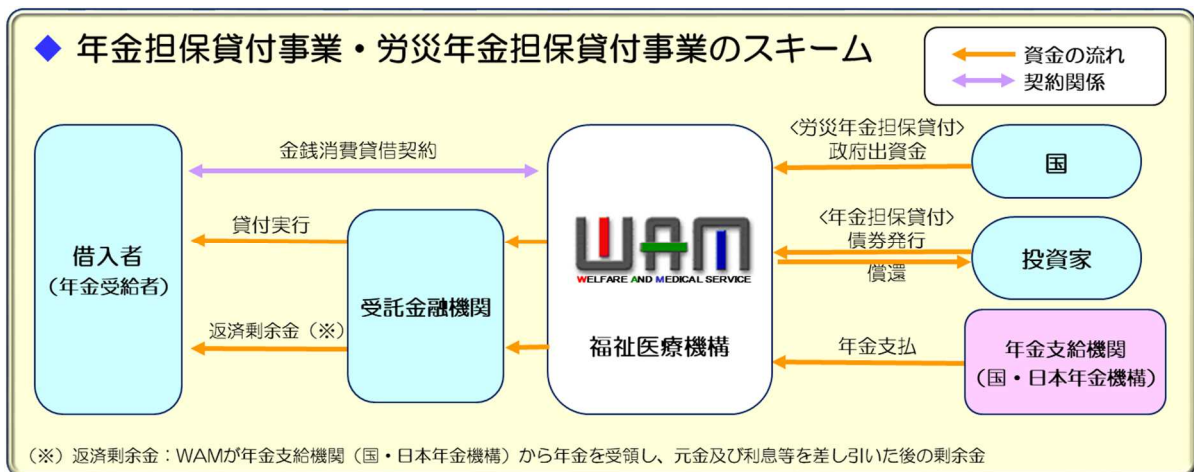 ◆ 年金担保貸付事業・労災年金担保貸付事業のスキーム
資金の流れ
契約関係
借入者
（年金受給者）
金銭消費貸借契約
貸付実行
返済剰余金（※）
受託金融機関
WAM
WELFARE AND MEDICAL SERVICE
福祉医療機構
〈労災年金担保貸付〉
政府出資金
国
〈年金担保貸付〉
債券発行
償還
投資家
年金支払
年金支給機関
（国・日本年金機構）
（※）返済剰余金：WAMが年金支給機関（国・日本年金機構）から年金を受領し、元金及び利息等を差し引いた後の剰余金